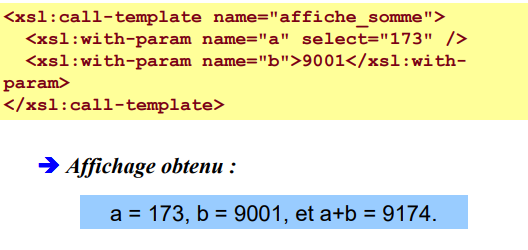 <xsl:call-template name="affiche_somme">
<xsl:with-param name="a" select="173" />
<xsl:with-param name="b">9001</xsl:with-
param>
</xsl:call-template>
➔ Affichage obtenu :
a = 173, b = 9001, et a+b = 9174.